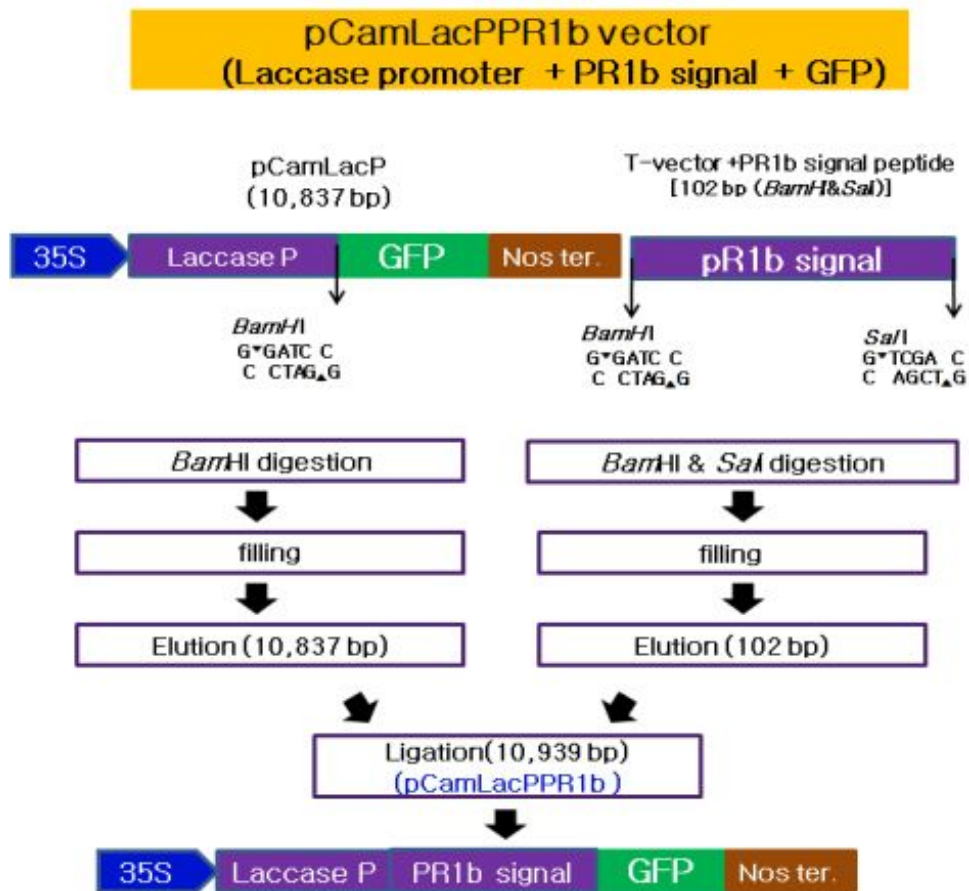 pCamLacPPR1b vector
(Laccase promoter + PR1b signal + GFP)
pCamLacP
(10,837 bp)
T-vector +PR1b signal peptide
[102 bp (BamHI&SalI)]
35S
Laccase P
GFP
Nos ter.
pR1b signal
BamHI
G▾GATC C
C CTAG▴G
BamHI
G▾GATC C
C CTAG▴G
SalI
G▾TCGA C
C AGCT▴G
BamHI digestion
BamHI & SalI digestion
filling
filling
Elution (10,837 bp)
Elution (102 bp)
Ligation(10,939 bp)
(pCamLacPPR1b )
35S
Laccase P
PR1b signal
GFP
Nos ter.